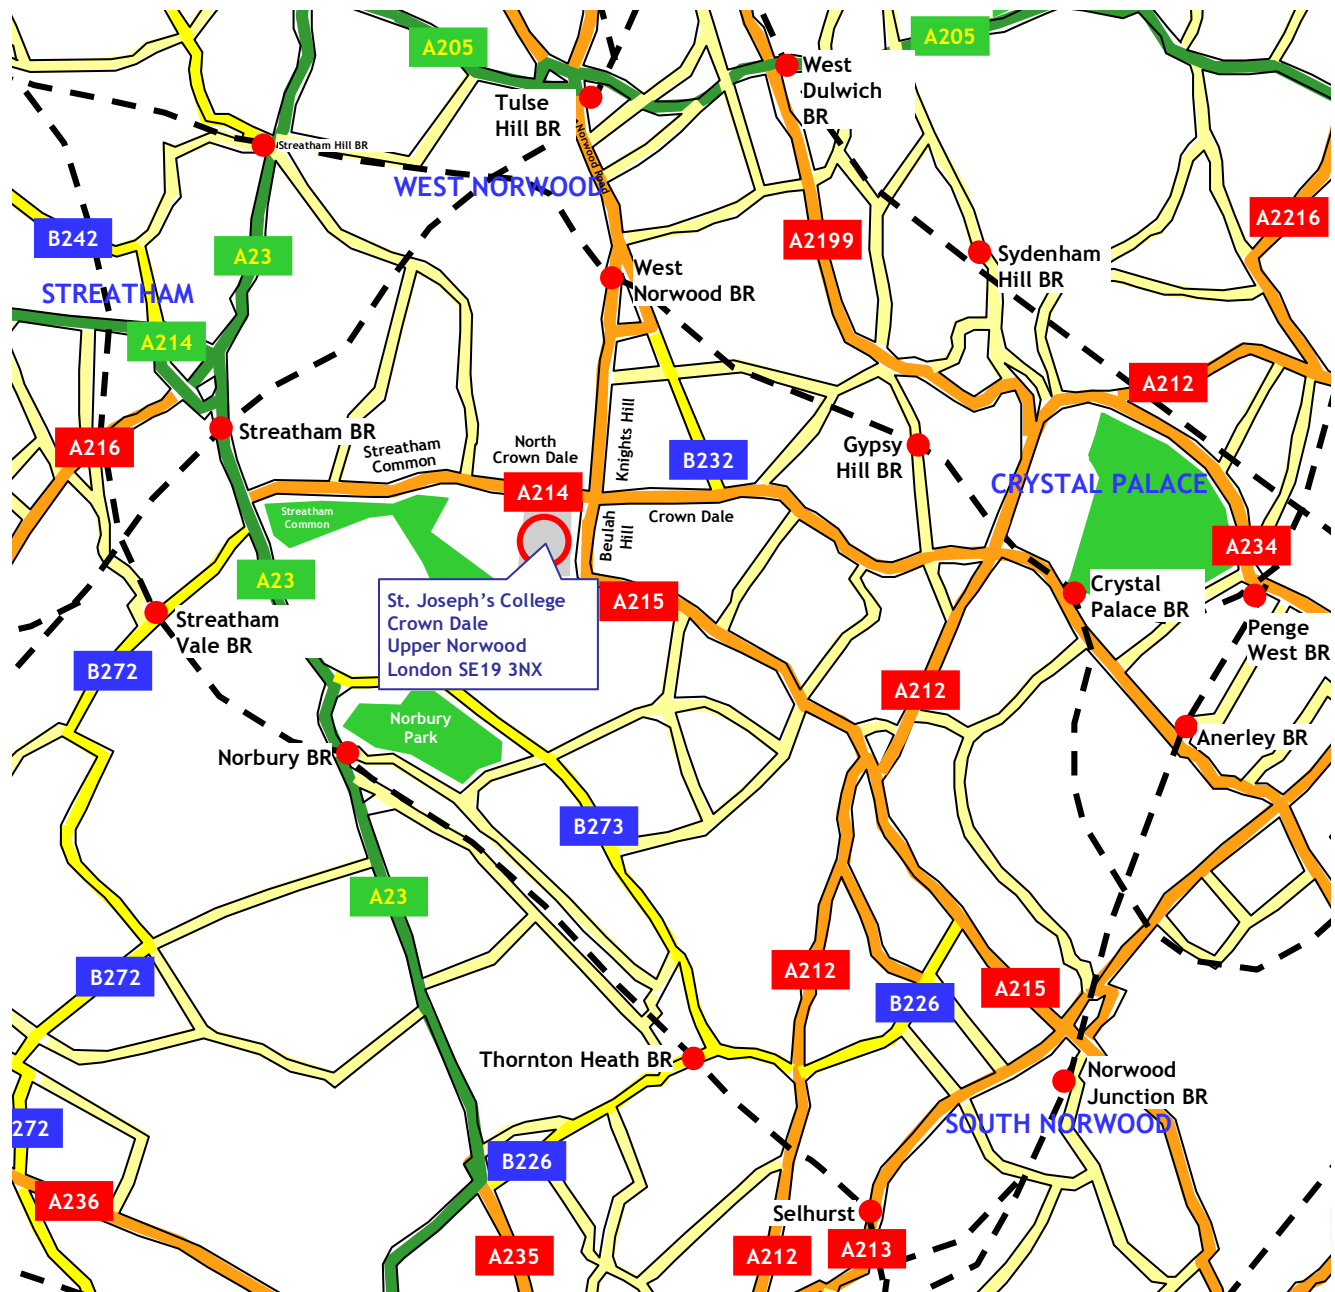 A205
A205
West
Dulwich
BR
Tulse
Hill BR
Norwood Road
Streatham Hill BR
WEST NORWOOD
A2216
B242
A2199
A23
Sydenham
Hill BR
West
Norwood BR
STREATHAM
A214
A212
Streatham BR
A216
Streatham
Common
North
Crown Dale
Knights Hill
B232
Gypsy
Hill BR
CRYSTAL PALACE
A214
Streatham
Common
Crown Dale
Beulah
Hill
A234
A23
St. Joseph’s College
Crown Dale
Upper Norwood
London SE19 3NX
A215
Crystal
Palace BR
Streatham
Vale BR
Penge
West BR
B272
A212
Norbury
Park
Norbury BR
Anerley BR
B273
A23
B272
A212
A215
B226
Thornton Heath BR
Norwood
Junction BR
272
SOUTH NORWOOD
B226
A236
Selhurst
A235
A212
A213